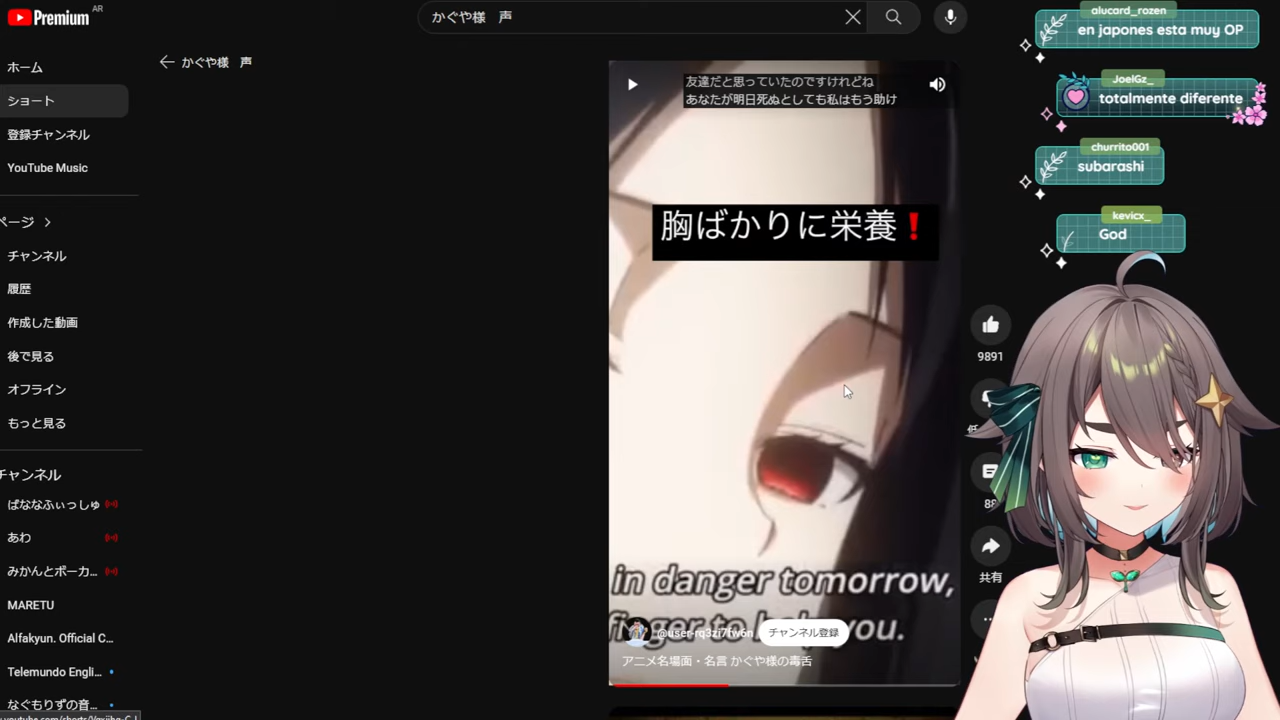 Premium AR
かぐや様 声
ホーム
ショート
登録チャンネル
YouTube Music
ページ
チャンネル
履歴
作成した動画
後で見る
オフライン
もっと見る
チャンネル
ばななふぃっしゅ
あわ
みかんとボーカ...
MARETU
Alfakyun. Official C...
Telemundo Engli...
なぐもりずの音...
かぐや様 声
友達だと思っていたのですけれどね
あなたが明日死ぬとしても私はもう助け
胸ばかりに栄養❗
in danger tomorrow,
you.
@user-rq3zi7fw6n
チャンネル登録
アニメ名場面・名言 かぐや様の毒舌
9891
共有
alucard_rozen
en japones esta muy OP
JoelGz_
totalmente diferente
churrito001
subarashi
kevicx_
God